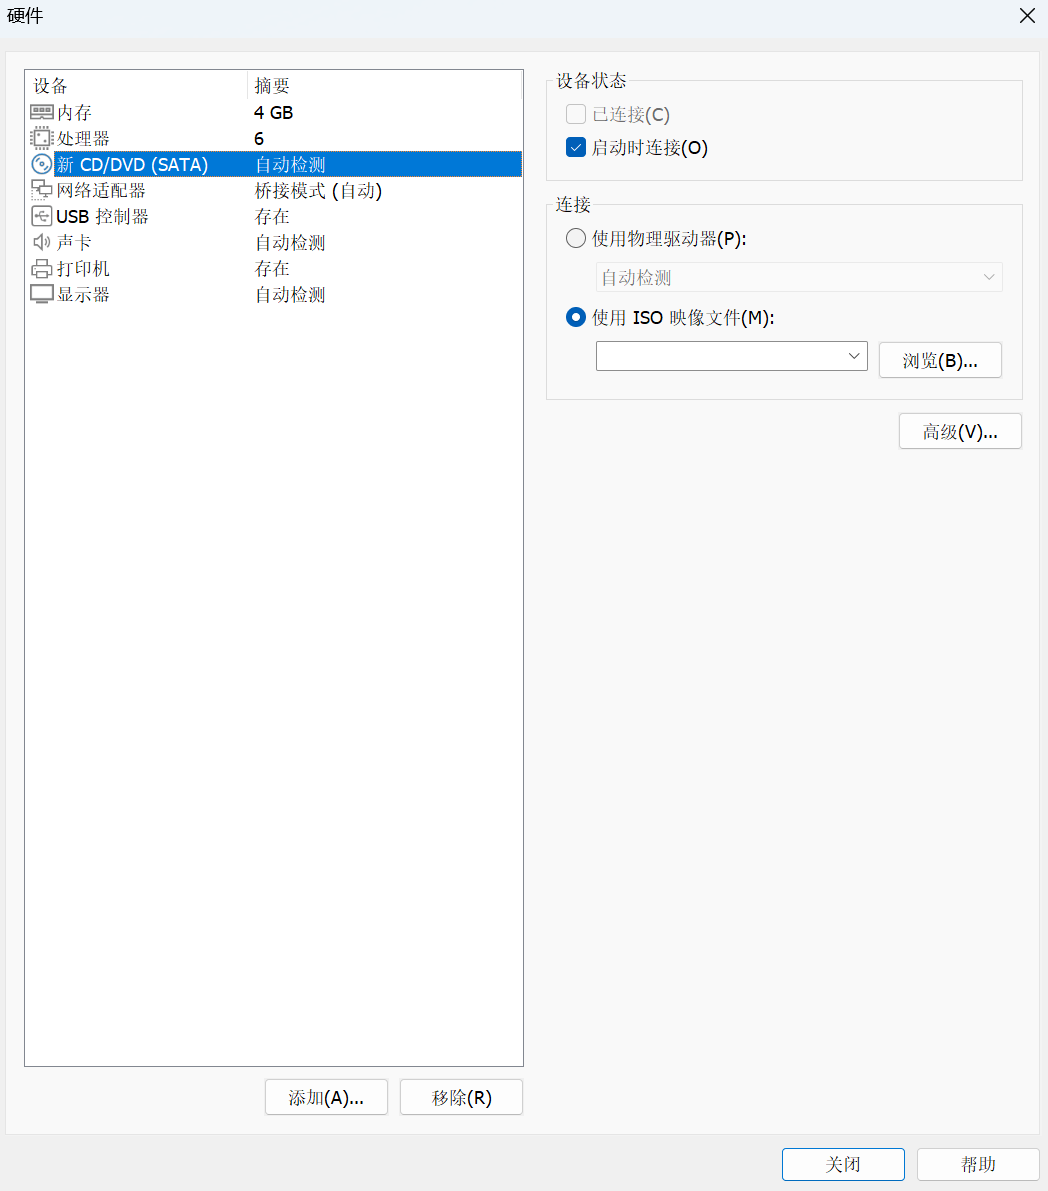 硬件
设备 摘要
内存 4 GB
处理器 6
新 CD/DVD (SATA) 自动检测
网络适配器 桥接模式 (自动)
USB 控制器 存在
声卡 自动检测
打印机 存在
显示器 自动检测
添加(A)... 移除(R)
设备状态
已连接(C)
启动时连接(O)
连接
使用物理驱动器(P):
自动检测
使用 ISO 映像文件(M):
浏览(B)...
高级(V)...
关闭 帮助